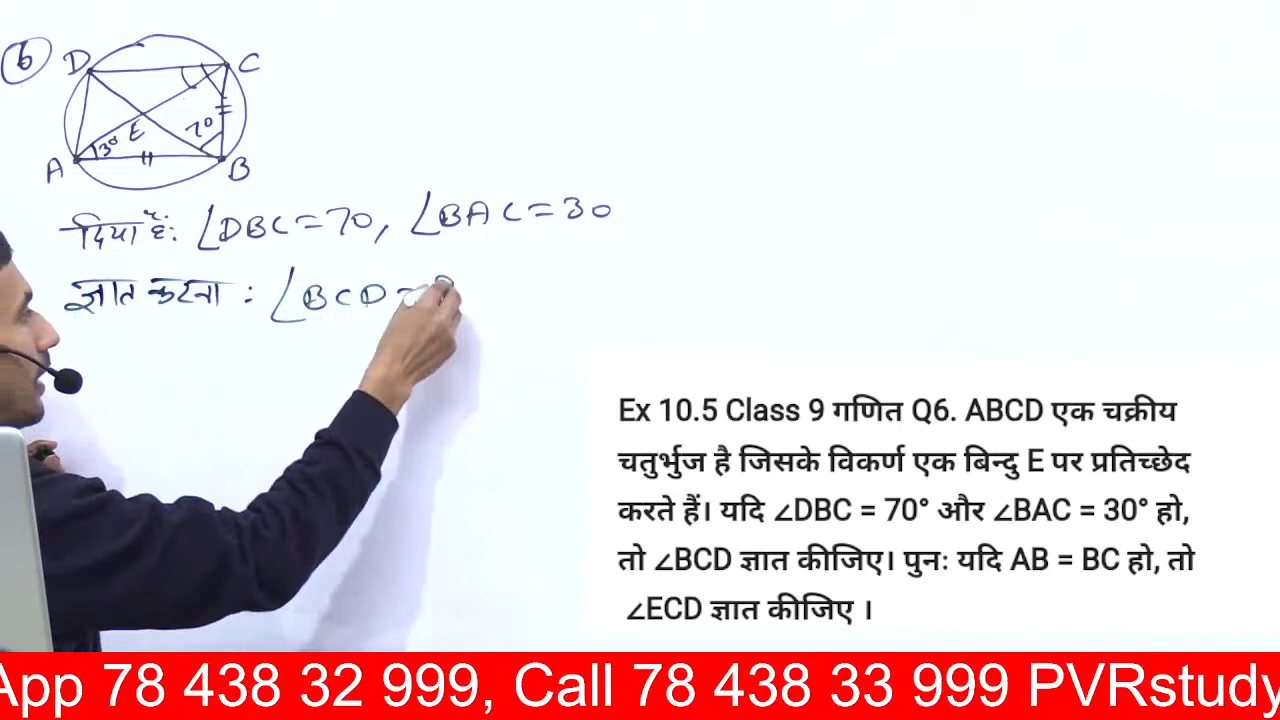 6
D
C
E
70
30
A
B
दिया है: ∠DBC = 70, ∠BAC = 30
ज्ञात करना : ∠BCD =
Ex 10.5 Class 9 गणित Q6. ABCD एक चक्रीय
चतुर्भुज है जिसके विकर्ण एक बिन्दु E पर प्रतिच्छेद
करते हैं। यदि ∠DBC = 70° और ∠BAC = 30° हो,
तो ∠BCD ज्ञात कीजिए। पुनः यदि AB = BC हो, तो
∠ECD ज्ञात कीजिए ।
App 78 438 32 999, Call 78 438 33 999 PVRstudy